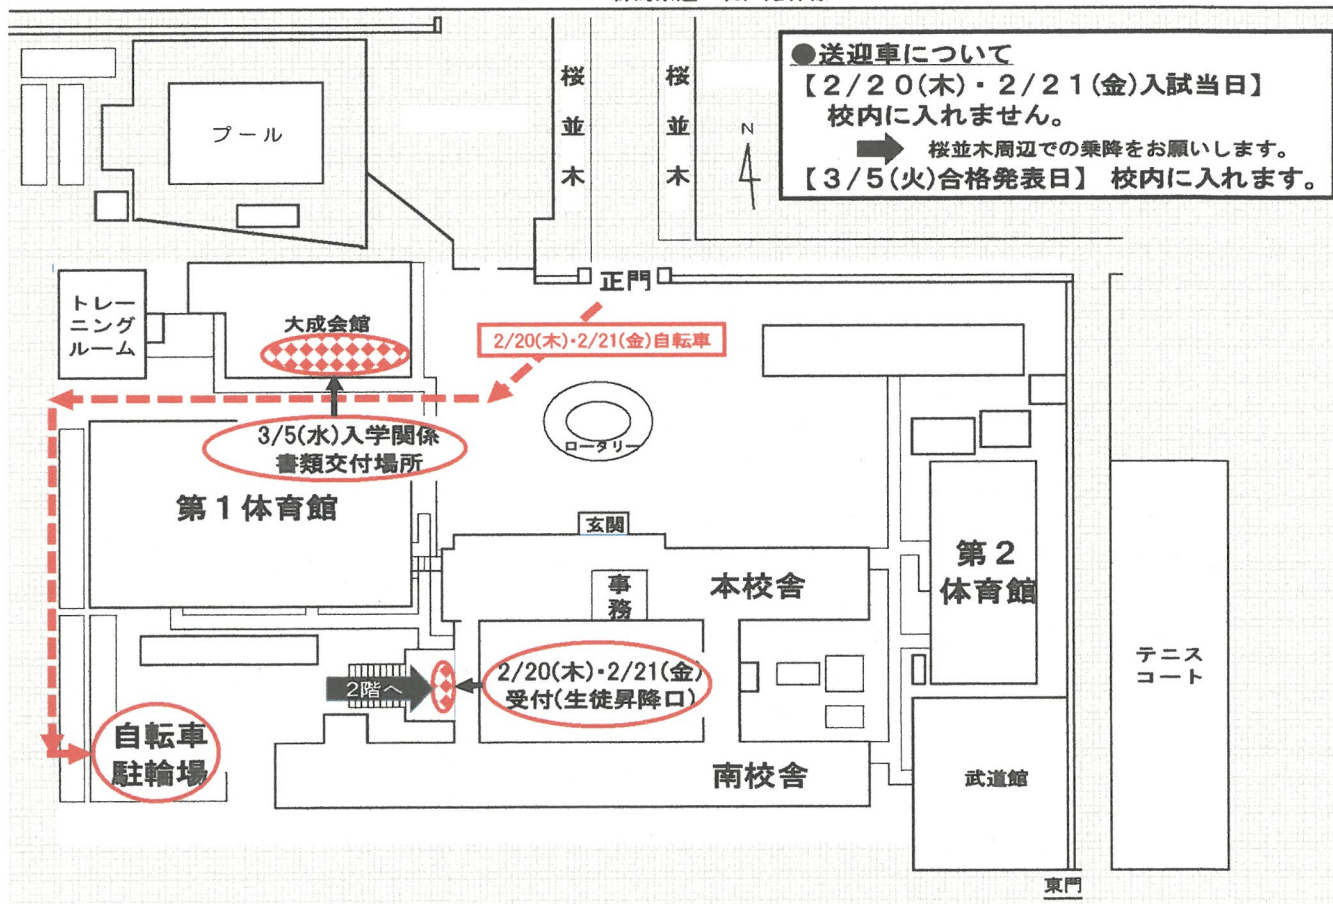 ●送迎車について
【2/20(木)・2/21(金)入試当日】
校内に入れません。
桜並木周辺での乗降をお願いします。
【3/5(火)合格発表日】 校内に入れます。
桜並木
桜並木
N
プール
正門
トレー
ニング
ルーム
大成会館
2/20(木)・2/21(金)自転車
3/5(水)入学関係
書類交付場所
ロータリー
第1体育館
玄関
第2
体育館
本校舎
事務
テニス
コート
2/20(木)・2/21(金)
受付(生徒昇降口)
2階へ
自転車
駐輪場
南校舎
武道館
東門